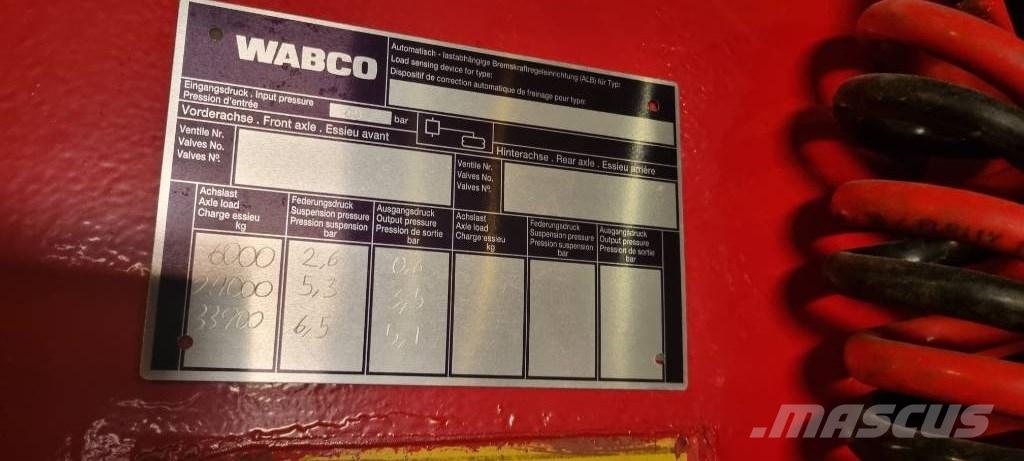 WABCO
Automatisch - lastabhängige Bremskraftregeleinrichtung (ALB) für Typ:
Load sensing device for type:
Dispositif de correction automatique de freinage pour type:
Eingangsdruck . Input pressure
Pression d'entrée
bar
Vorderachse . Front axle . Essieu avant
Hinterachse . Rear axle . Essieu arrière
Ventile Nr.
Valves No.
Valves Nº.
Ventile Nr.
Valves No.
Valves Nº.
Achslast
Axle load
Charge essieu
kg
Federungsdruck
Suspension pressure
Pression suspension
bar
Ausgangsdruck
Output pressure
Pression de sortie
bar
Achslast
Axle load
Charge essieu
kg
Federungsdruck
Suspension pressure
Pression suspension
bar
Ausgangsdruck
Output pressure
Pression de sortie
bar
6000 2,6
5,3
6,5
MASCUS